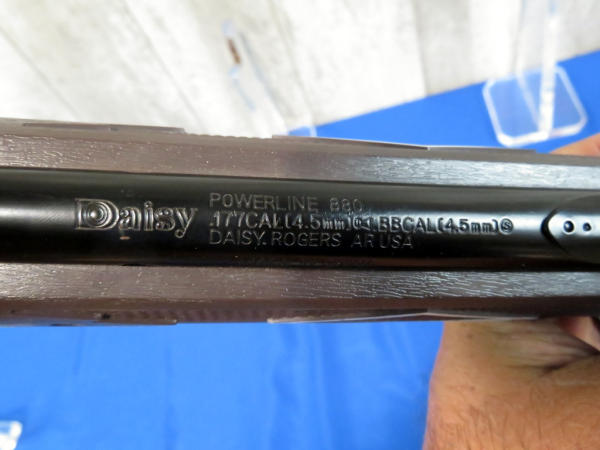 Daisy
POWERLINE 880
.177CAL(4.5mm) BBCAL(4.5mm)Ⓢ
DAISY. ROGERS AR USA